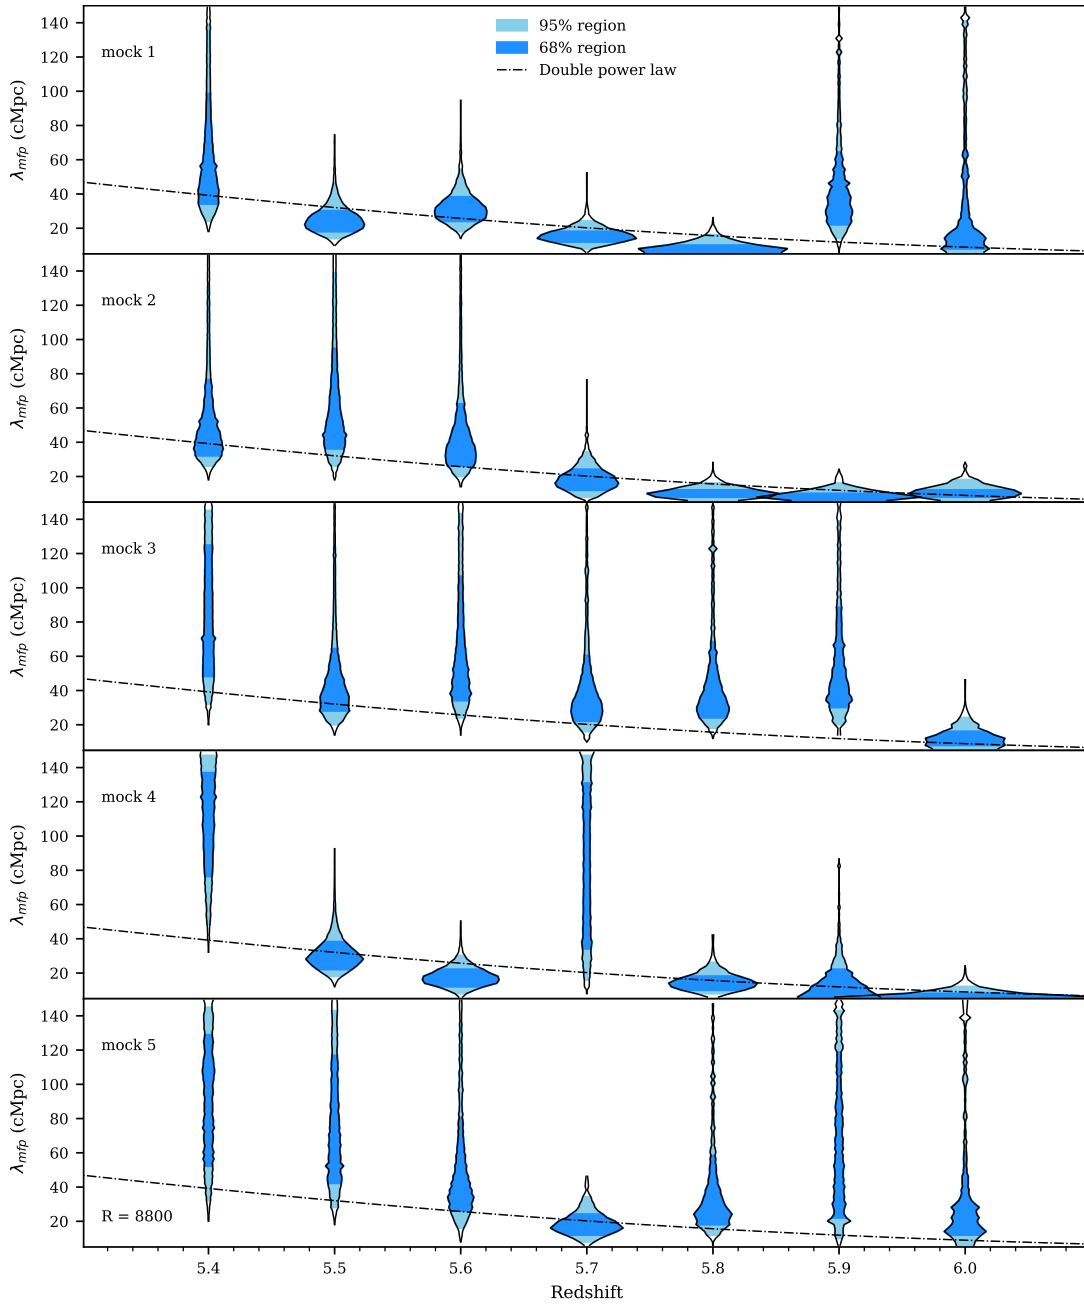 95% region
68% region
Double power law
mock 1
140
120
100
80
60
40
20
λmfp (cMpc)
mock 2
140
120
100
80
60
40
20
λmfp (cMpc)
mock 3
140
120
100
80
60
40
20
λmfp (cMpc)
mock 4
140
120
100
80
60
40
20
λmfp (cMpc)
mock 5
140
120
100
80
60
40
20
λmfp (cMpc)
R = 8800
5.4 5.5 5.6 5.7 5.8 5.9 6.0
Redshift